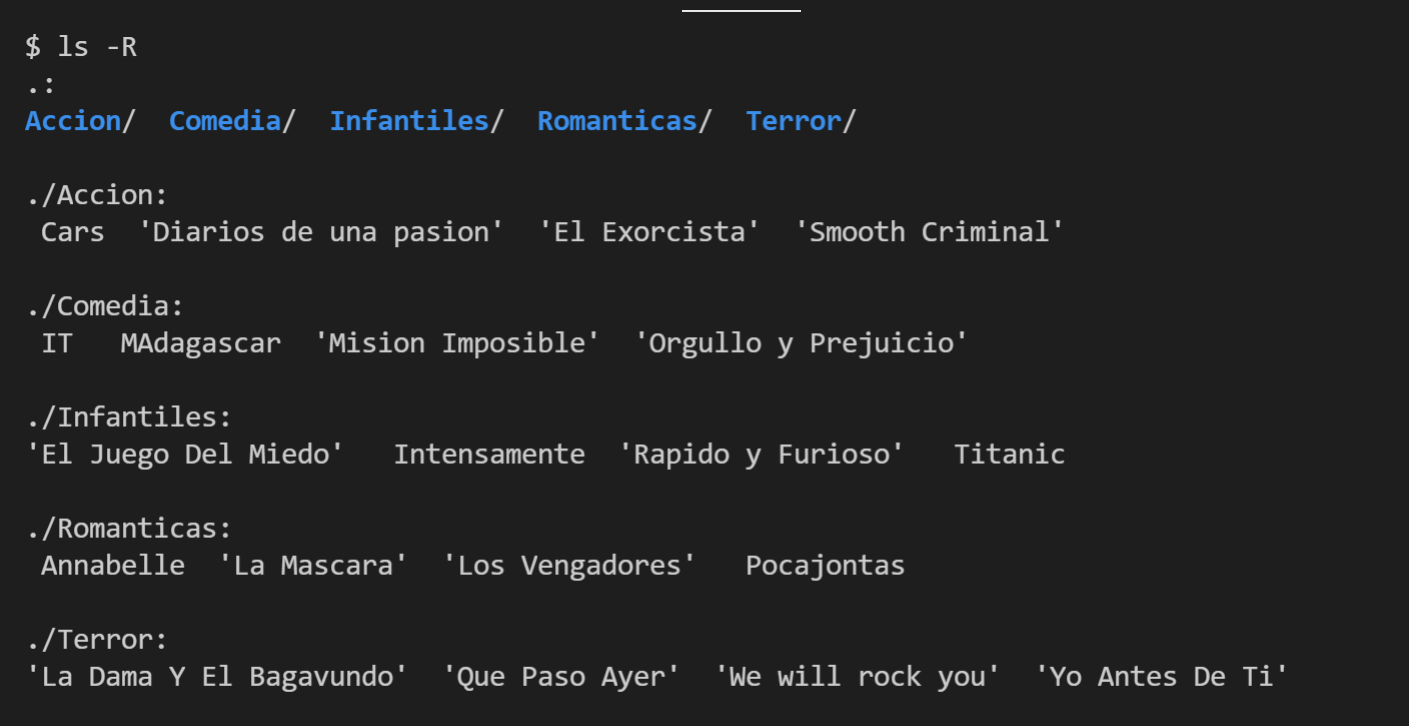 $ ls -R
.:
Accion/  Comedia/  Infantiles/  Romanticas/  Terror/
./Accion:
 Cars  'Diarios de una pasion'  'El Exorcista'  'Smooth Criminal'
./Comedia:
 IT   MAdagascar  'Mision Imposible'  'Orgullo y Prejuicio'
./Infantiles:
'El Juego Del Miedo'   Intensamente  'Rapido y Furioso'   Titanic
./Romanticas:
 Annabelle  'La Mascara'  'Los Vengadores'   Pocajontas
./Terror:
'La Dama Y El Bagavundo'  'Que Paso Ayer'  'We will rock you'  'Yo Antes De Ti'